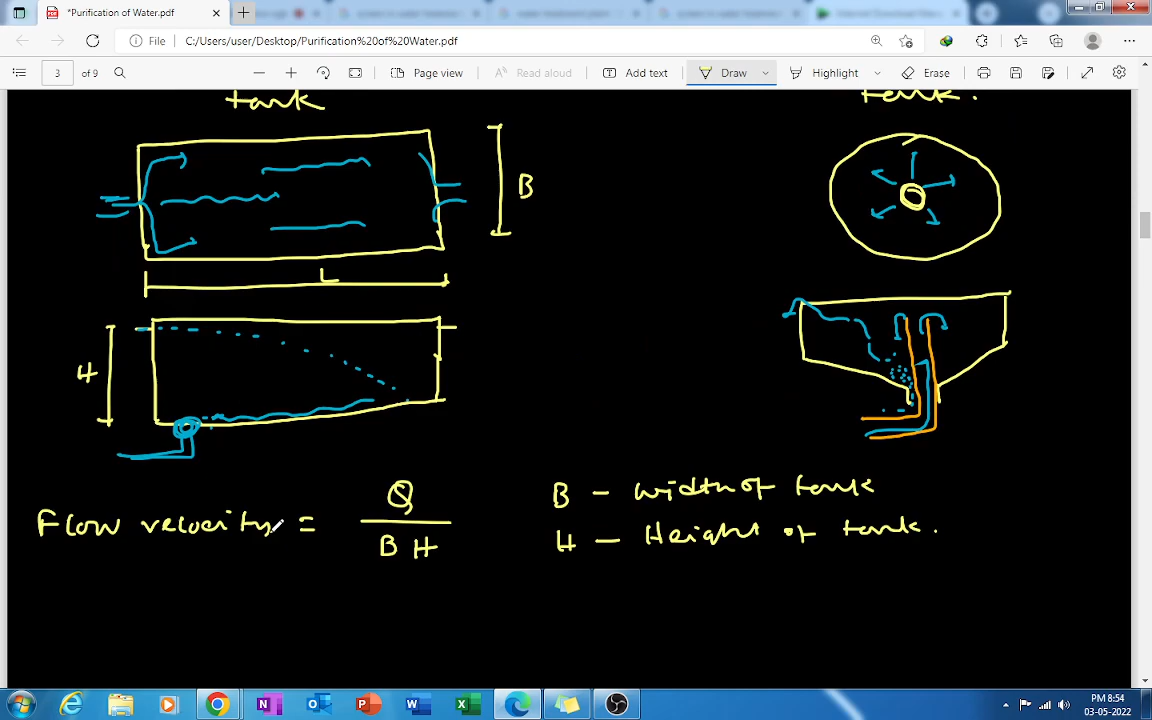 *Purification of Water.pdf
File C:/Users/user/Desktop/Purification%20of%20Water.pdf
3 of 9 Page view Read aloud Add text Draw Highlight Erase
tank
tank.
B
L
H
Flow velocity = Q / B H
B - width of tank
H - Height of tank.
PM 8:54
03-05-2022